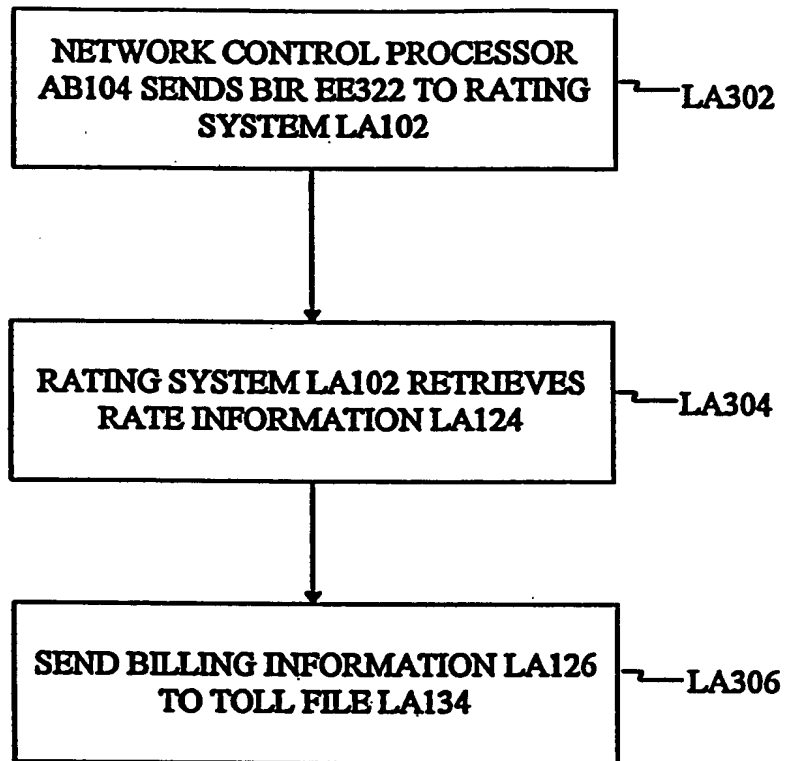 NETWORK CONTROL PROCESSOR
AB104 SENDS BIR EE322 TO RATING
SYSTEM LA102
LA302
RATING SYSTEM LA102 RETRIEVES
RATE INFORMATION LA124
LA304
SEND BILLING INFORMATION LA126
TO TOLL FILE LA134
LA306